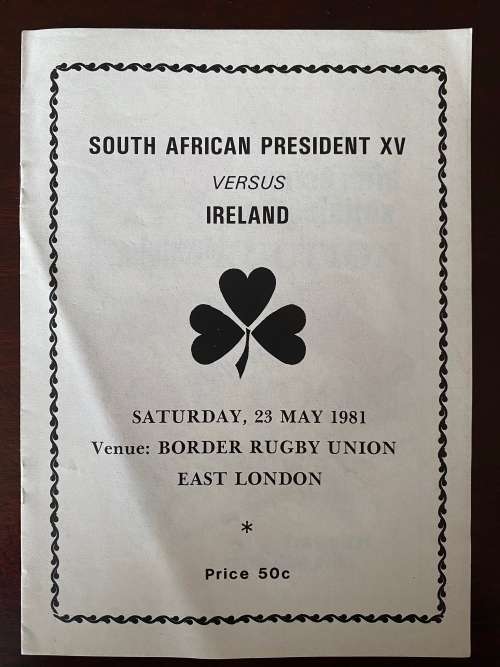 SOUTH AFRICAN PRESIDENT XV
VERSUS
IRELAND
SATURDAY, 23 MAY 1981
Venue: BORDER RUGBY UNION
EAST LONDON
*
Price 50c